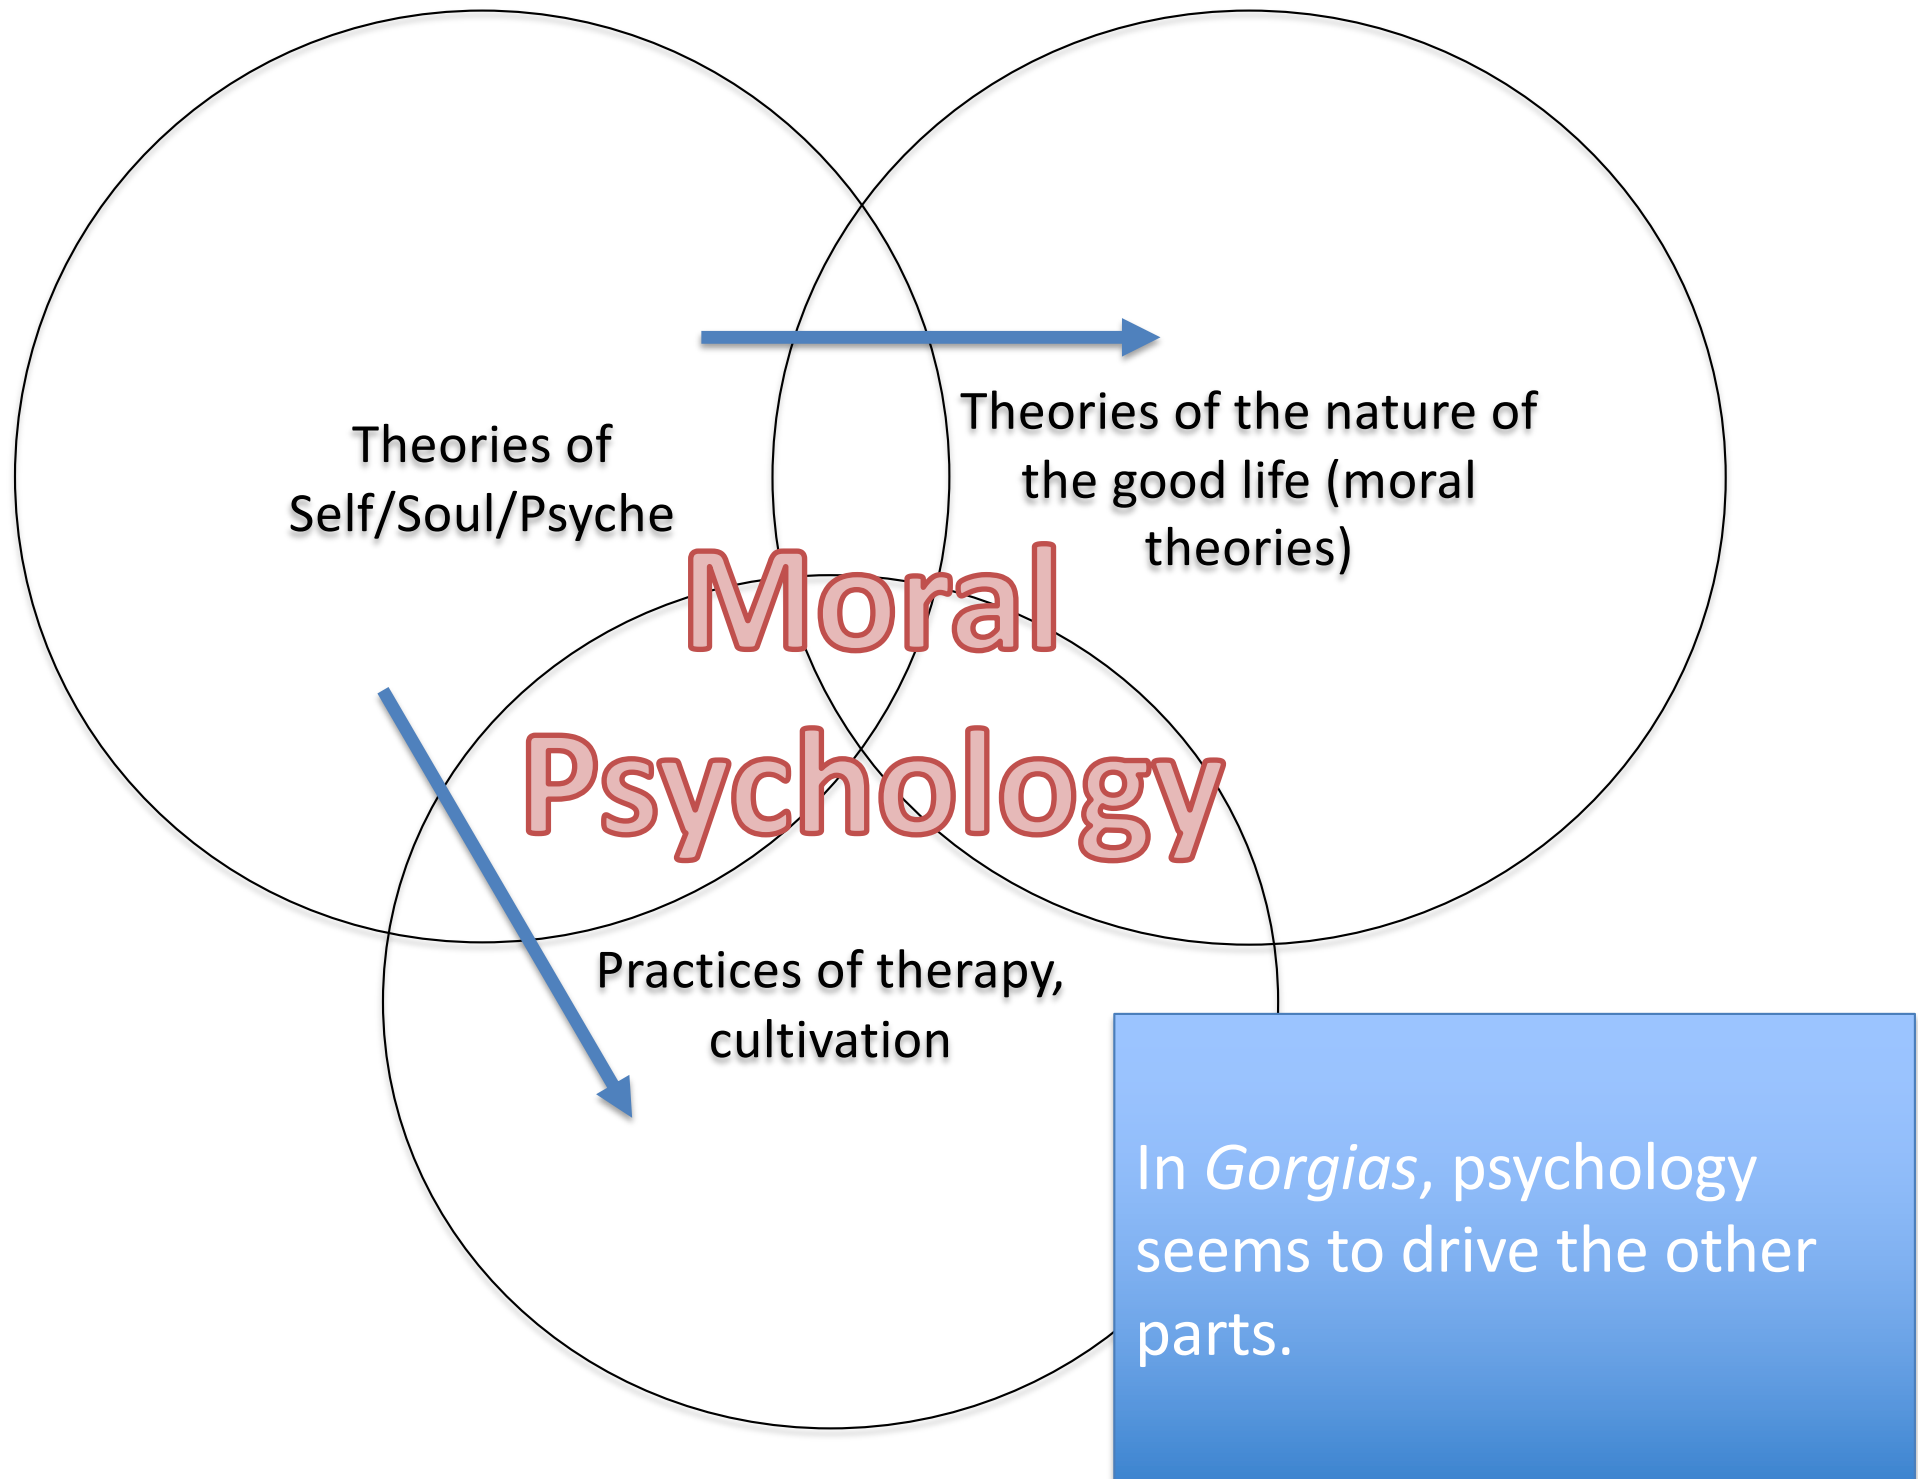 Theories of
Self/Soul/Psyche
Theories of the nature of
the good life (moral
theories)
Moral
Psychology
Practices of therapy,
cultivation
In Gorgias, psychology
seems to drive the other
parts.